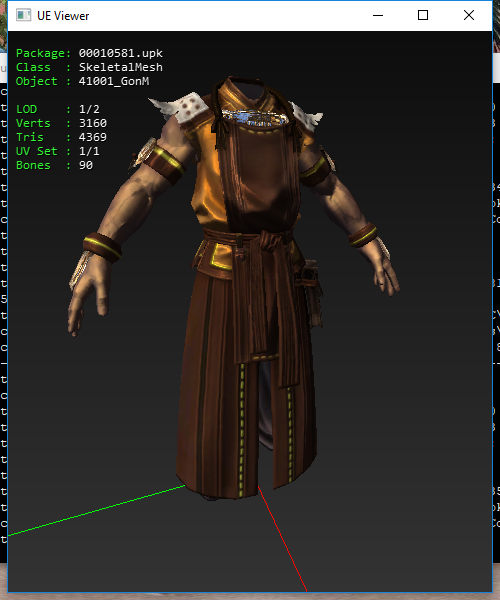 UE Viewer
Package: 00010581.upk
Class : SkeletalMesh
Object : 41001_GonM
LOD : 1/2
Verts : 3160
Tris : 4369
UV Set : 1/1
Bones : 90